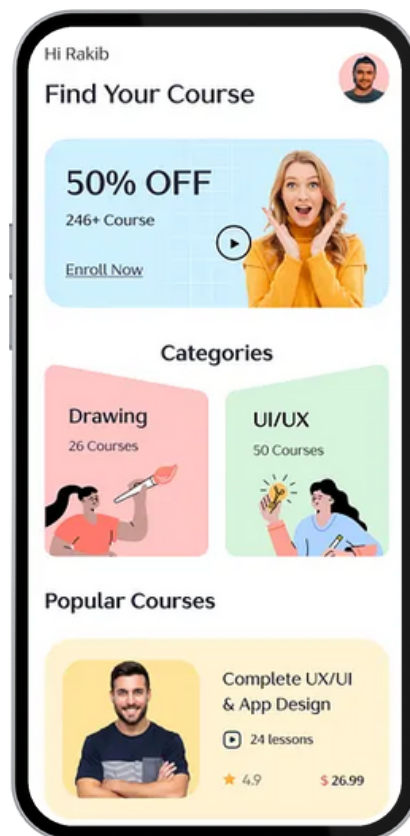 Hi Rakib
Find Your Course
50% OFF
246+ Course
Enroll Now
Categories
Drawing
26 Courses
UI/UX
50 Courses
Popular Courses
Complete UX/UI
& App Design
24 lessons
4.9
$ 26.99